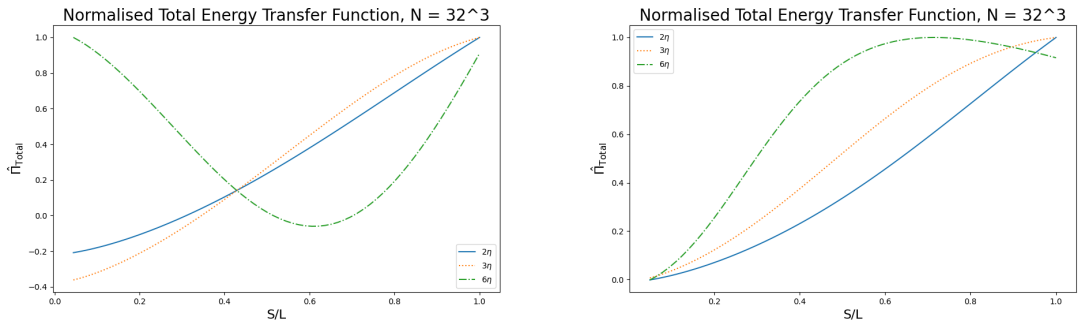 Normalised Total Energy Transfer Function, N = 32^3
1.0
0.8
0.6
0.4
0.2
0.0
−0.2
−0.4
Π̂Total
0.0 0.2 0.4 0.6 0.8 1.0
S/L
2η
3η
6η
Normalised Total Energy Transfer Function, N = 32^3
2η
3η
6η
1.0
0.8
0.6
0.4
0.2
0.0
Π̂Total
0.2 0.4 0.6 0.8 1.0
S/L